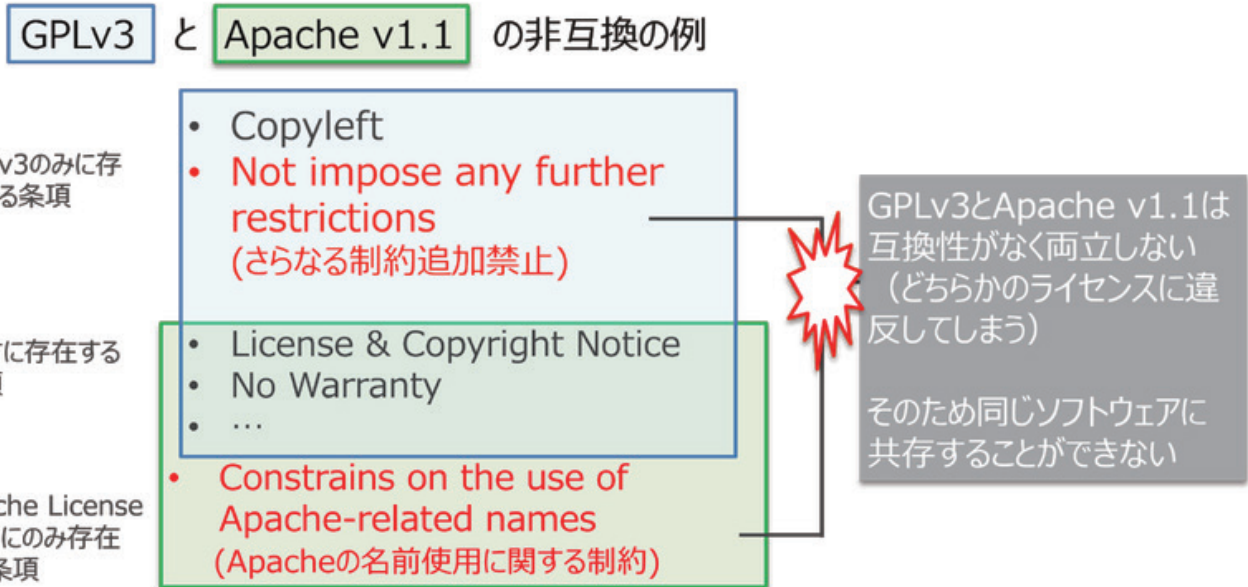 GPLv3 と Apache v1.1 の非互換の例
v3のみに存
る条項
• Copyleft
• Not impose any further
restrictions
(さらなる制約追加禁止)
に存在する
• License & Copyright Notice
• No Warranty
• …
che License
にのみ存在
条項
• Constrains on the use of
Apache-related names
(Apacheの名前使用に関する制約)
GPLv3とApache v1.1は
互換性がなく両立しない
（どちらかのライセンスに違
反してしまう）
そのため同じソフトウェアに
共存することができない